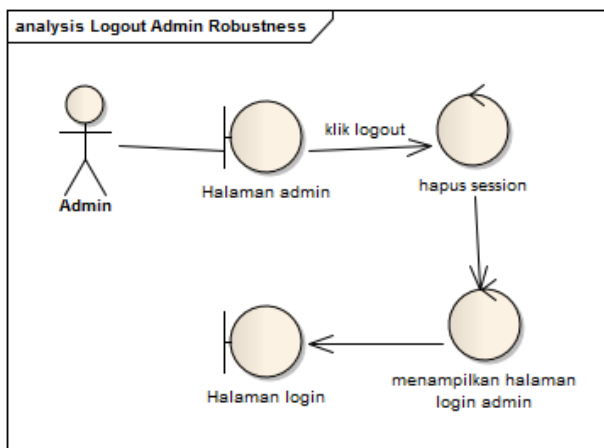 analysis Logout Admin Robustness
klik logout
Admin
Halaman admin
hapus session
Halaman login
menampilkan halaman
login admin